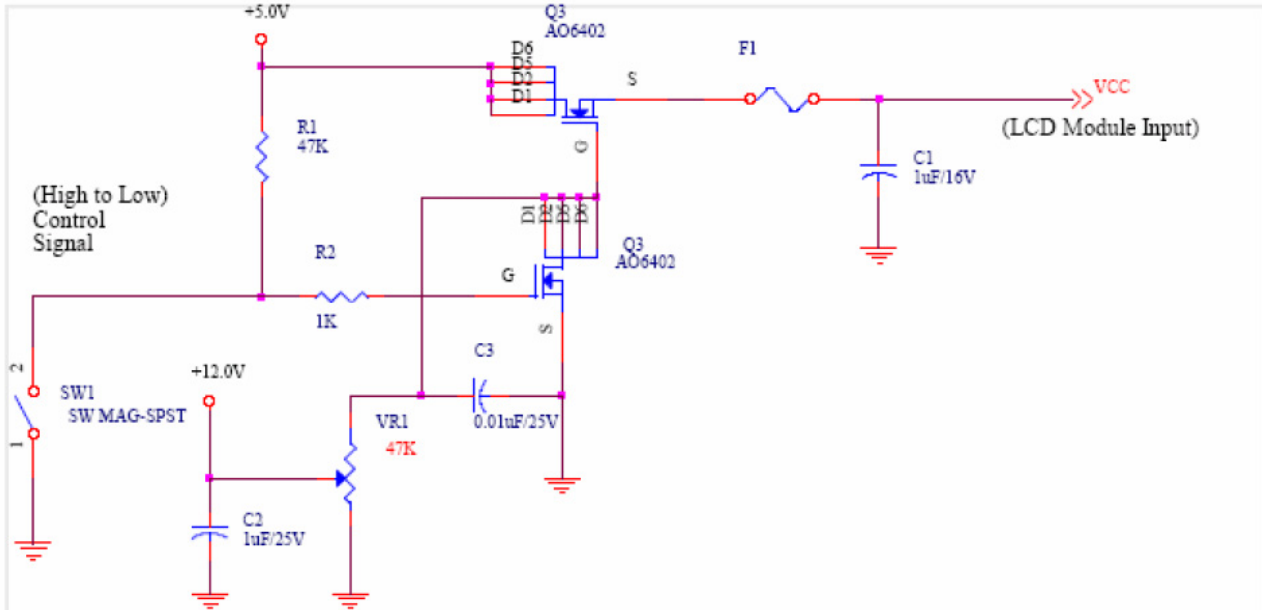 +5.0V
Q3
AO6402
F1
D6
D5
D2
D1
S
VCC
(LCD Module Input)
R1
47K
G
C1
1uF/16V
(High to Low)
Control
Signal
D1
D2
D5
D6
Q3
AO6402
R2
G
1K
S
C3
2
+12.0V
SW1
SW MAG-SPST
0.01uF/25V
VR1
47K
1
C2
1uF/25V